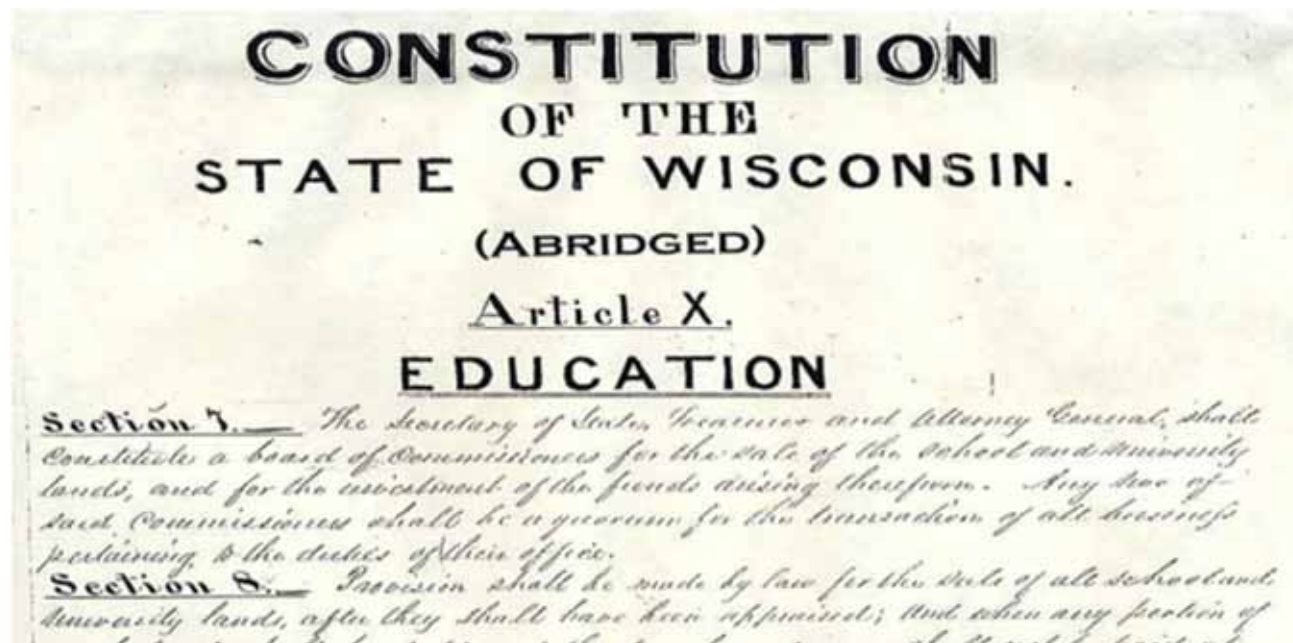 CONSTITUTION
OF THE
STATE OF WISCONSIN.
(ABRIDGED)
Article X.
EDUCATION
Section 7. The Secretary of State, Treasurer and Attorney General, shall
constitute a board of Commissioners for the sale of the school and university
lands, and for the investment of the funds arising therefrom. Any two of
said Commissioners shall be a quorum for the transaction of all business
pertaining to the duties of their office.
Section 8. Provision shall be made by law for the sale of all school and
university lands, after they shall have been appraised; and when any portion of